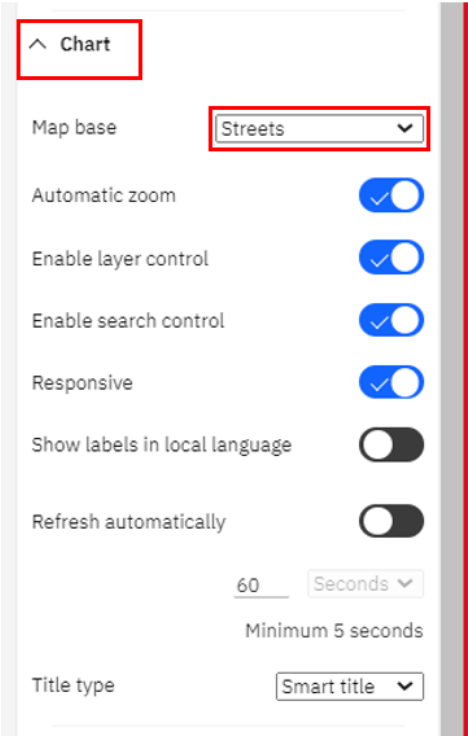 Chart
Map base Streets
Automatic zoom
Enable layer control
Enable search control
Responsive
Show labels in local language
Refresh automatically
60 Seconds
Minimum 5 seconds
Title type Smart title